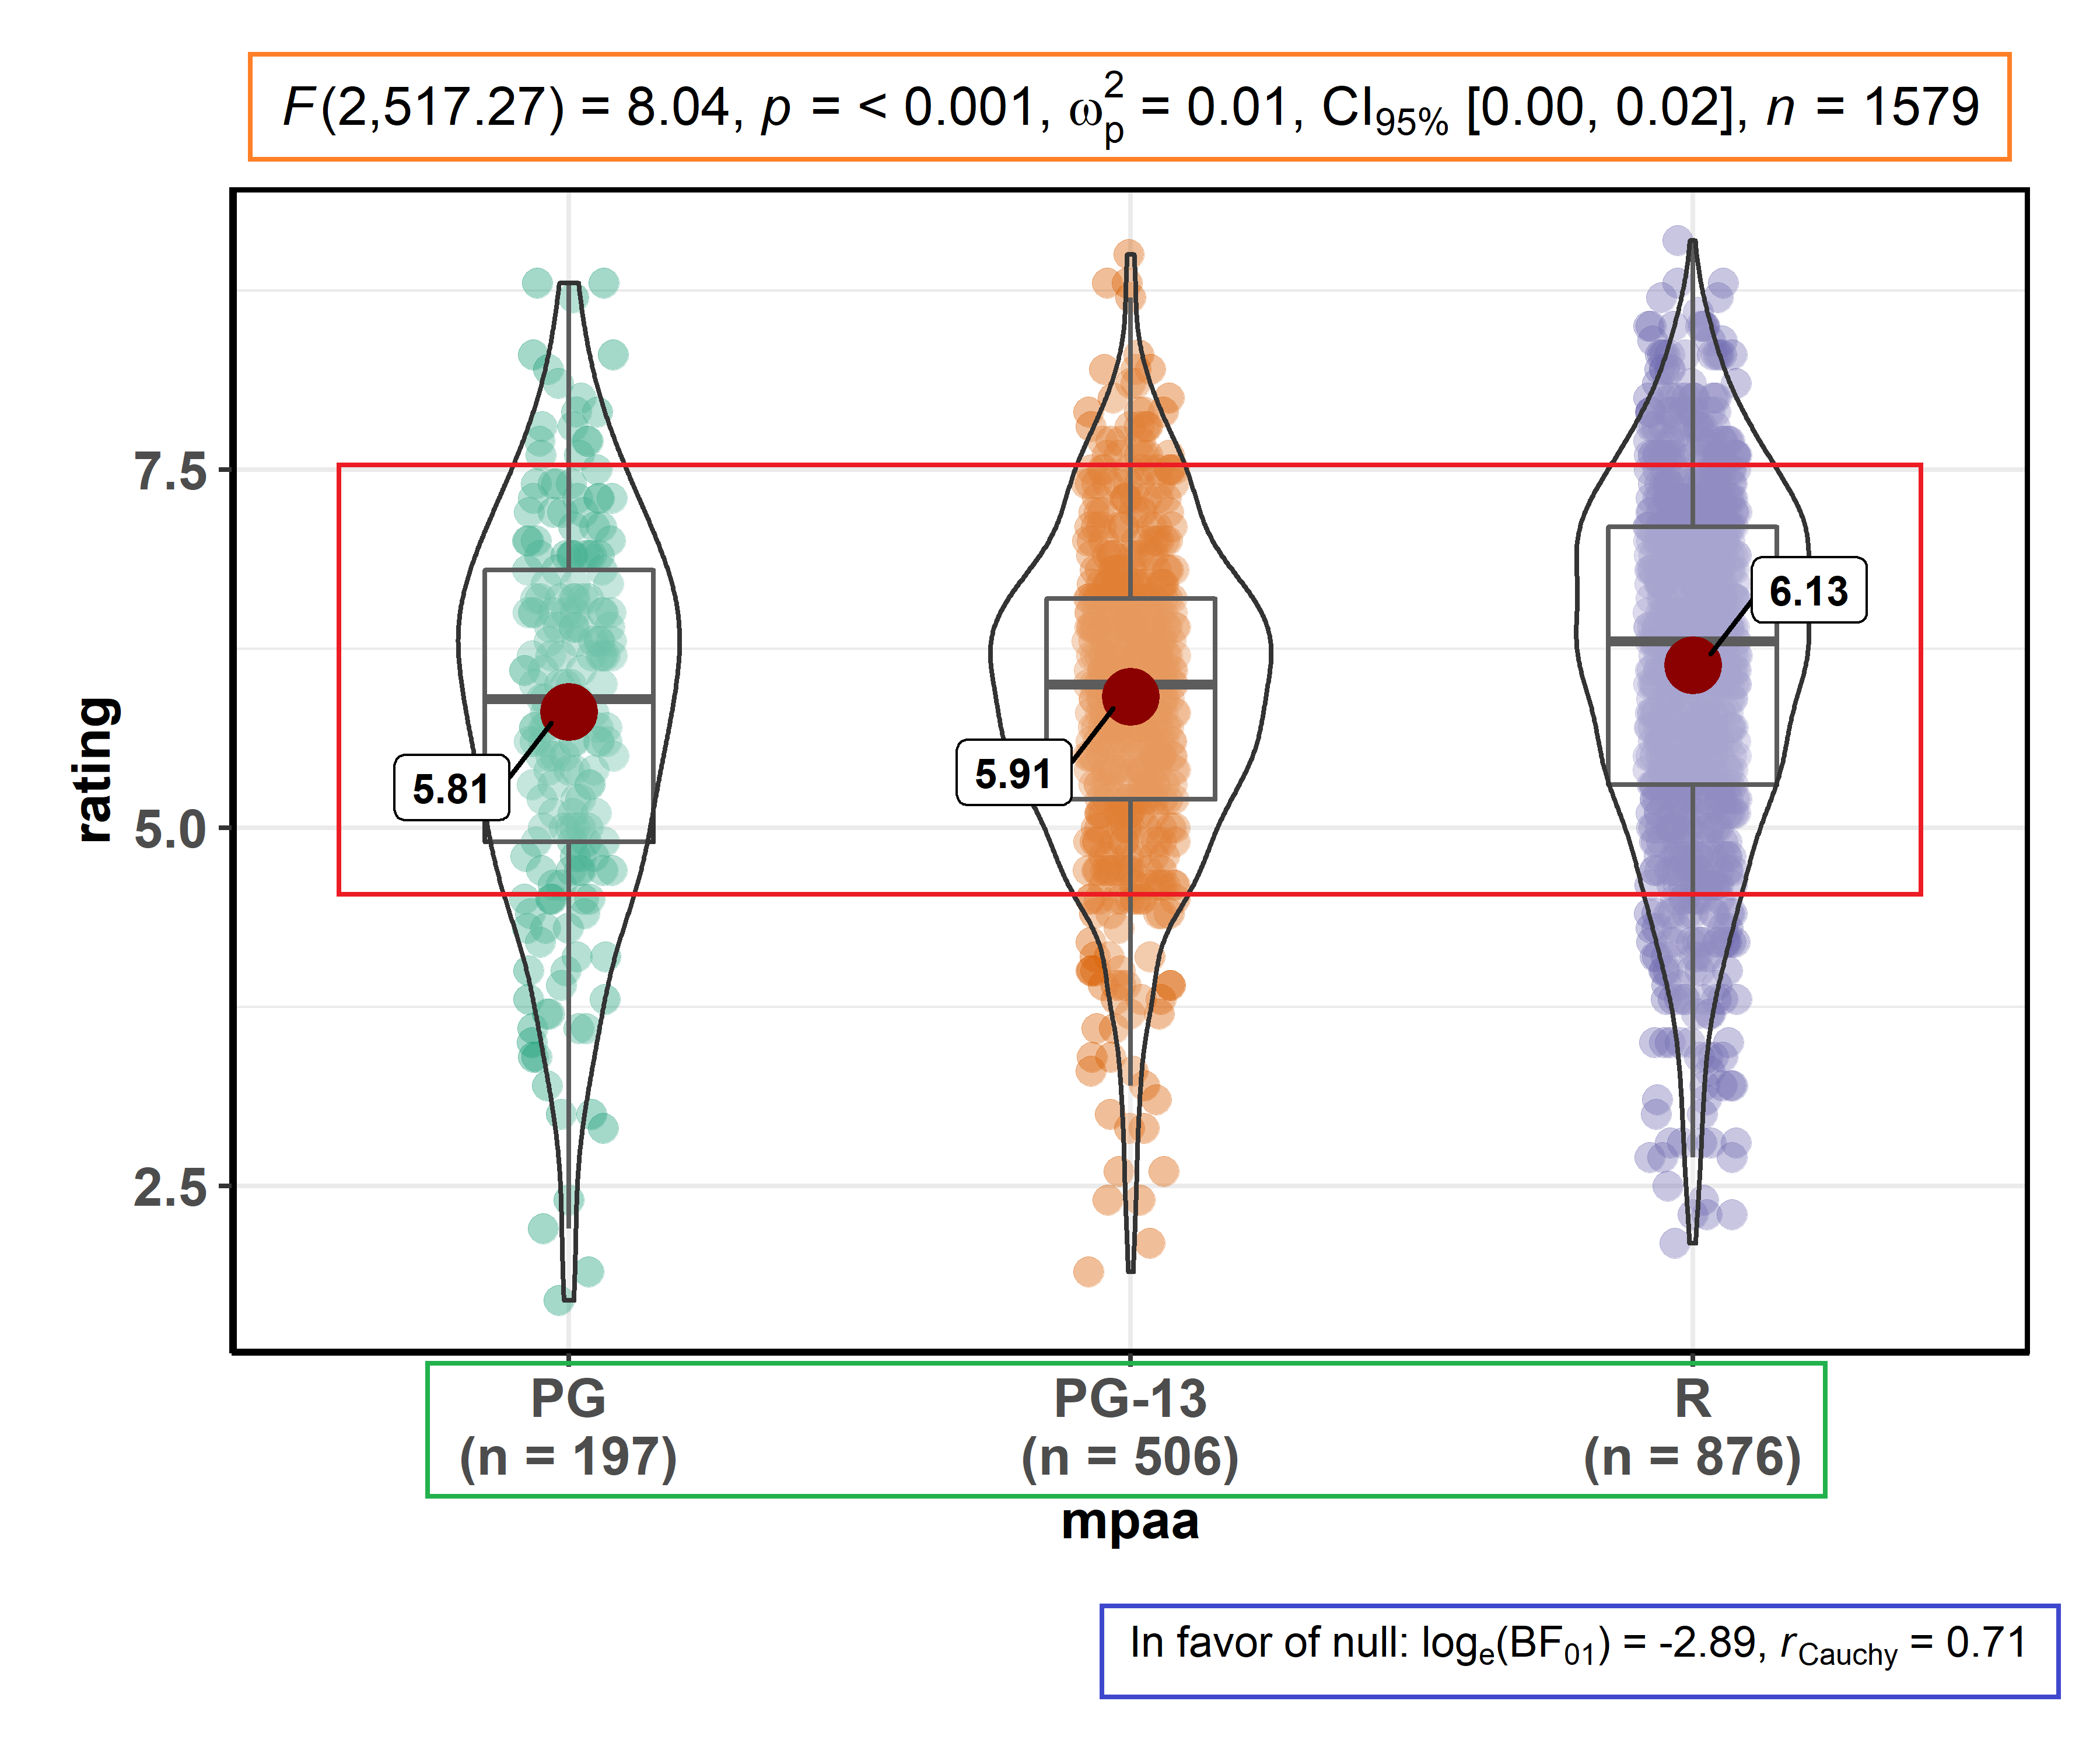 F(2,517.27) = 8.04, p = < 0.001, ω²ₚ = 0.01, CI₉₅% [0.00, 0.02], n = 1579
7.5
5.0
2.5
rating
5.81
5.91
6.13
PG PG-13 R
(n = 197) (n = 506) (n = 876)
mpaa
In favor of null: logₑ(BF₀₁) = -2.89, r_Cauchy = 0.71